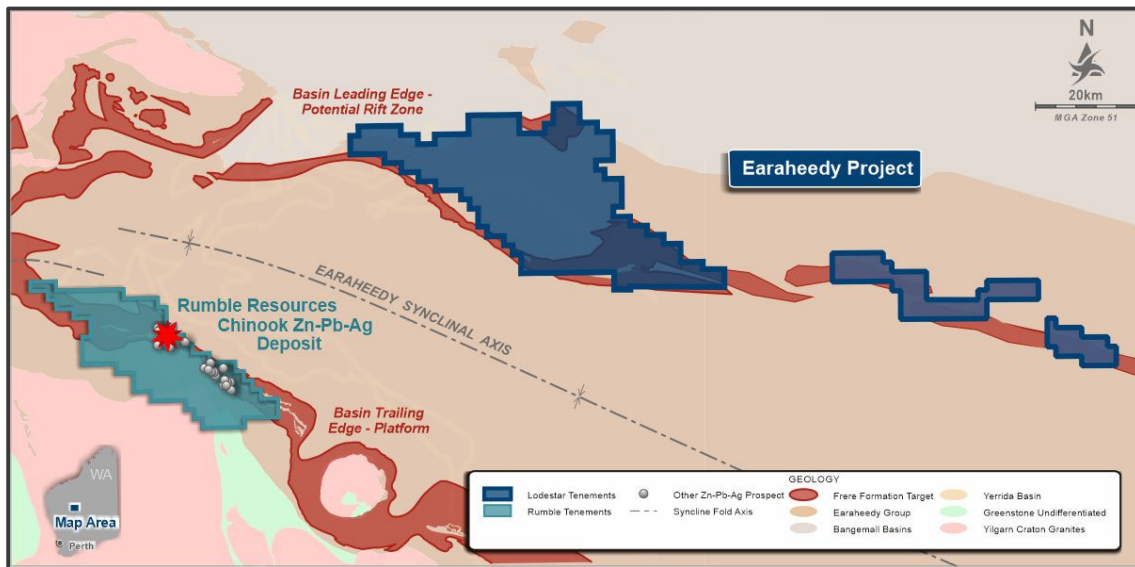 Basin Leading Edge -
Potential Rift Zone
N
20km
MGA Zone 51
Earaheedy Project
EARAHEEDY SYNCLINAL AXIS
Rumble Resources
Chinook Zn-Pb-Ag
Deposit
Basin Trailing
Edge - Platform
WA
Map Area
Perth
GEOLOGY
Lodestar Tenements
Rumble Tenements
Other Zn-Pb-Ag Prospect
Syncline Fold Axis
Frere Formation Target
Earaheedy Group
Bangemall Basins
Yerrida Basin
Greenstone Undifferentiated
Yilgarn Craton Granites